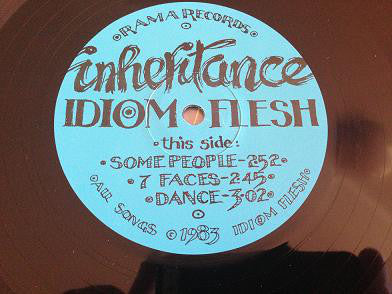 RAMA RECORDS
inheritance
IDIOM FLESH
this side:
SOME PEOPLE-2:52
7 FACES-2:45
DANCE-3:02
ALL SONGS © 1983 IDIOM FLESH